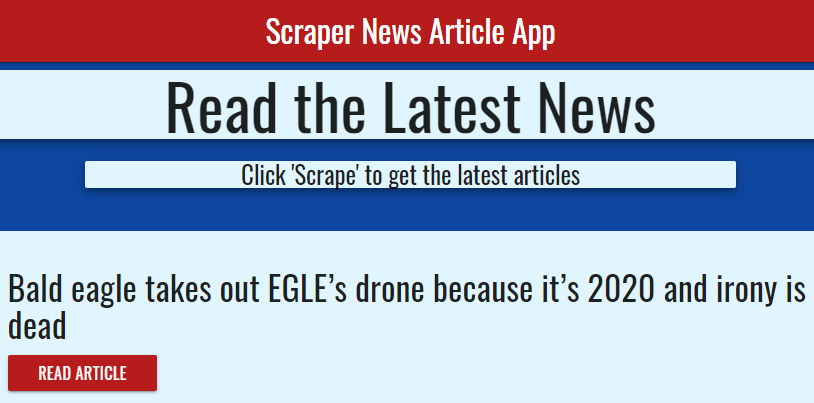 Scraper News Article App
Read the Latest News
Click 'Scrape' to get the latest articles
Bald eagle takes out EGLE’s drone because it’s 2020 and irony is
dead
READ ARTICLE